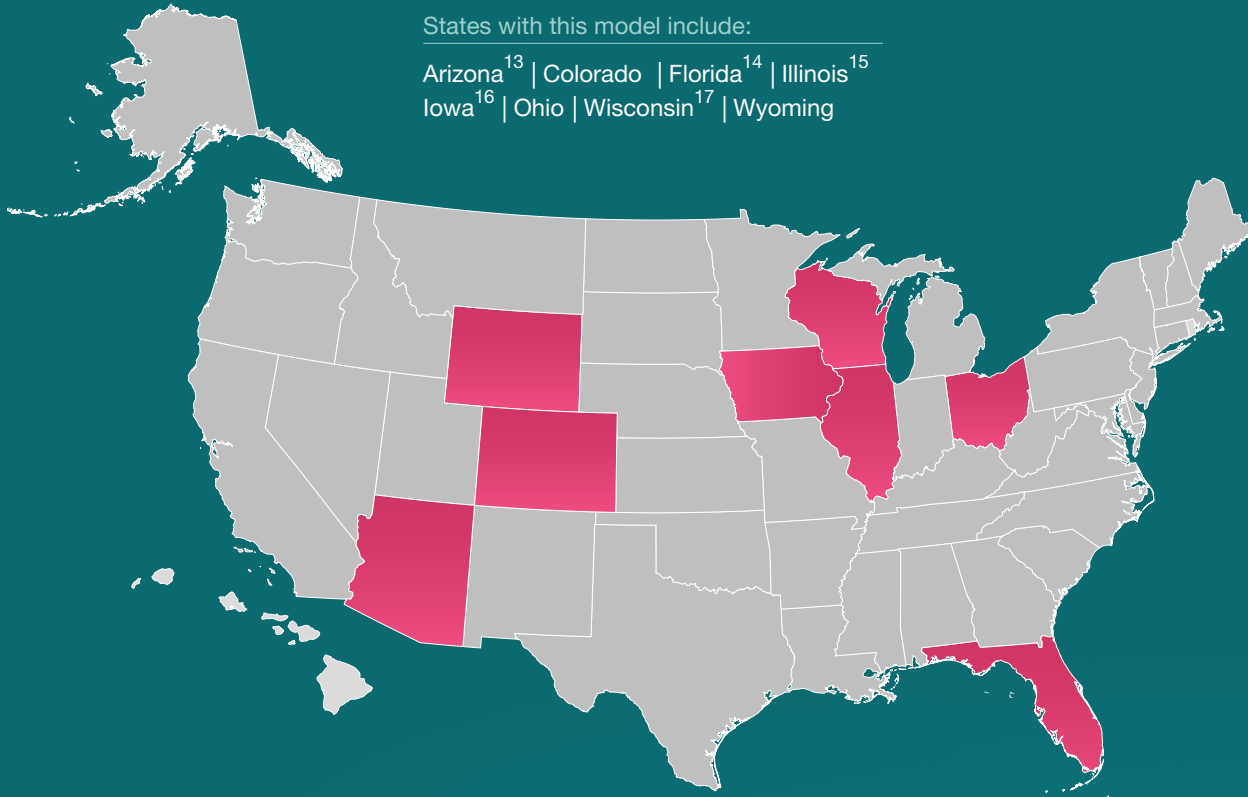 States with this model include:
Arizona13 | Colorado | Florida14 | Illinois15
Iowa16 | Ohio | Wisconsin17 | Wyoming